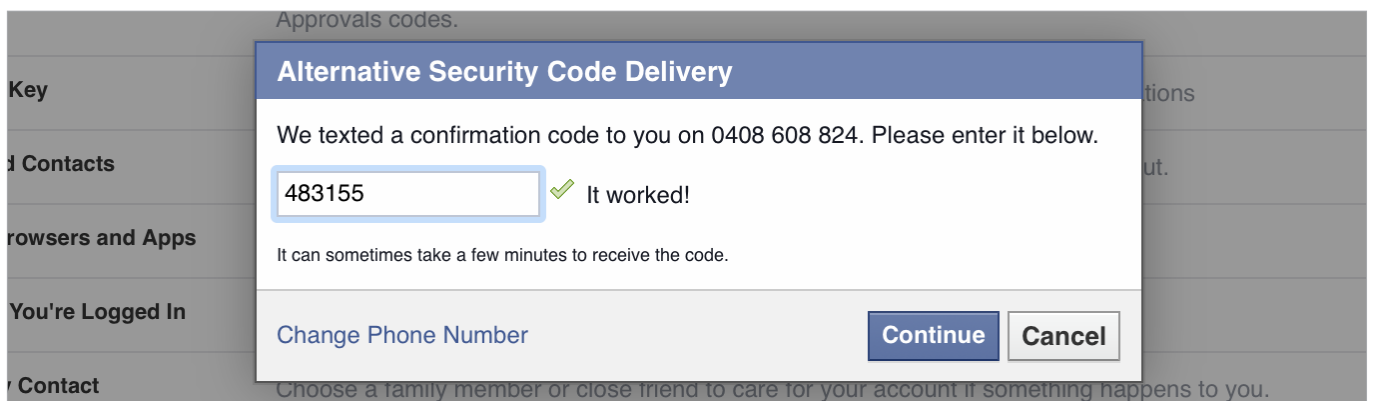 Approvals codes.
Alternative Security Code Delivery
Key
tions
We texted a confirmation code to you on 0408 608 824. Please enter it below.
d Contacts
ut.
483155
It worked!
rowsers and Apps
It can sometimes take a few minutes to receive the code.
You're Logged In
Change Phone Number
Continue
Cancel
y Contact
Choose a family member or close friend to care for your account if something happens to you.